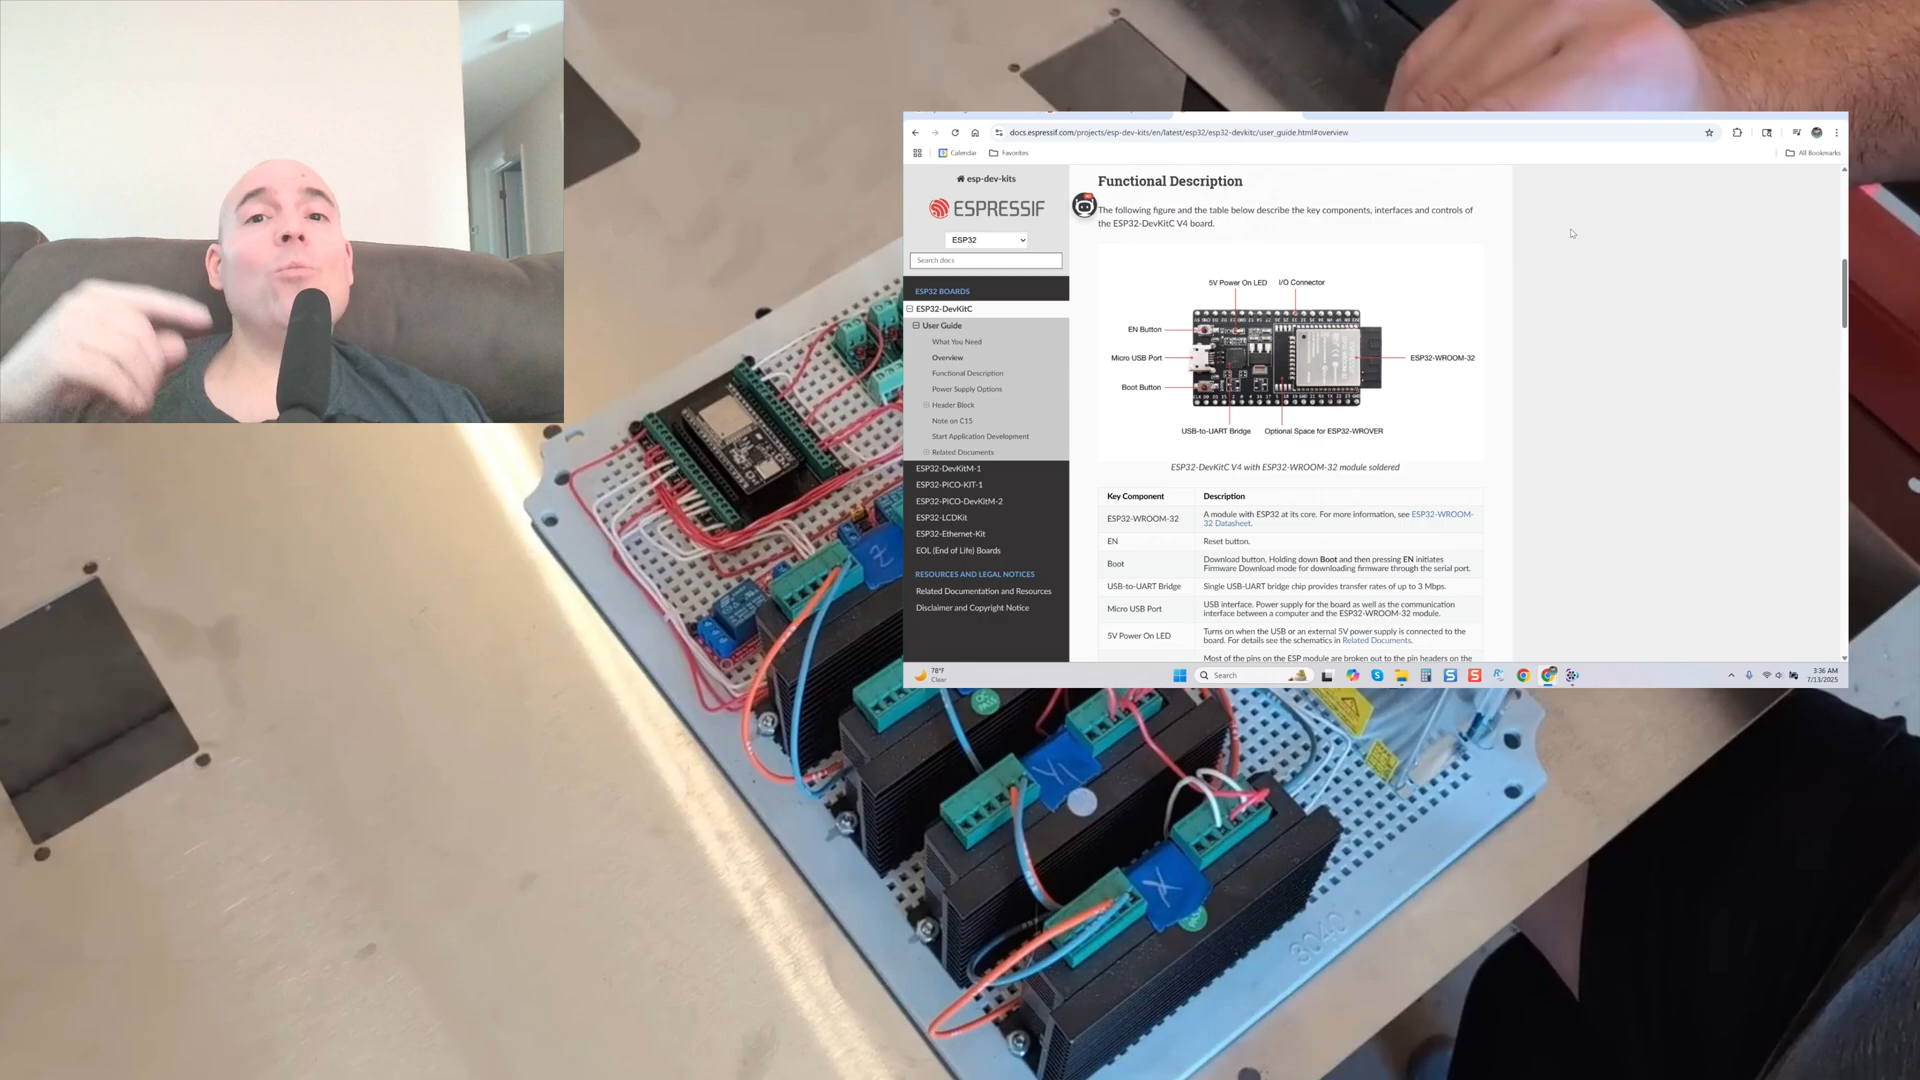 docs.espressif.com/projects/esp-dev-kits/en/latest/esp32/esp32-devkitc/user_guide.html#overview
Calendar
Favorites
All Bookmarks
esp-dev-kits
ESPRESSIF
ESP32
Search docs
ESP32 BOARDS
ESP32-DevKitC
User Guide
What You Need
Overview
Functional Description
Power Supply Options
Header Block
Note on C15
Start Application Development
Related Documents
ESP32-DevKitM-1
ESP32-PICO-KIT-1
ESP32-PICO-DevKitM-2
ESP32-LCDKit
ESP32-Ethernet-Kit
EOL (End of Life) Boards
RESOURCES AND LEGAL NOTICES
Related Documentation and Resources
Disclaimer and Copyright Notice
Functional Description
The following figure and the table below describe the key components, interfaces and controls of
the ESP32-DevKitC V4 board.
5V Power On LED
I/O Connector
EN Button
Micro USB Port
Boot Button
ESP32-WROOM-32
USB-to-UART Bridge
Optional Space for ESP32-WROVER
ESP32-DevKitC V4 with ESP32-WROOM-32 module soldered
Key Component
Description
ESP32-WROOM-32
A module with ESP32 at its core. For more information, see ESP32-WROOM-
32 Datasheet.
EN
Reset button.
Boot
Download button. Holding down Boot and then pressing EN initiates
Firmware Download mode for downloading firmware through the serial port.
USB-to-UART Bridge
Single USB-UART bridge chip provides transfer rates of up to 3 Mbps.
Micro USB Port
USB interface. Power supply for the board as well as the communication
interface between a computer and the ESP32-WROOM-32 module.
5V Power On LED
Turns on when the USB or an external 5V power supply is connected to the
board. For details see the schematics in Related Documents.
Most of the pins on the ESP module are broken out to the pin headers on the
78°F
Clear
Search
3:36 AM
7/13/2025
Z
Y
X
3040